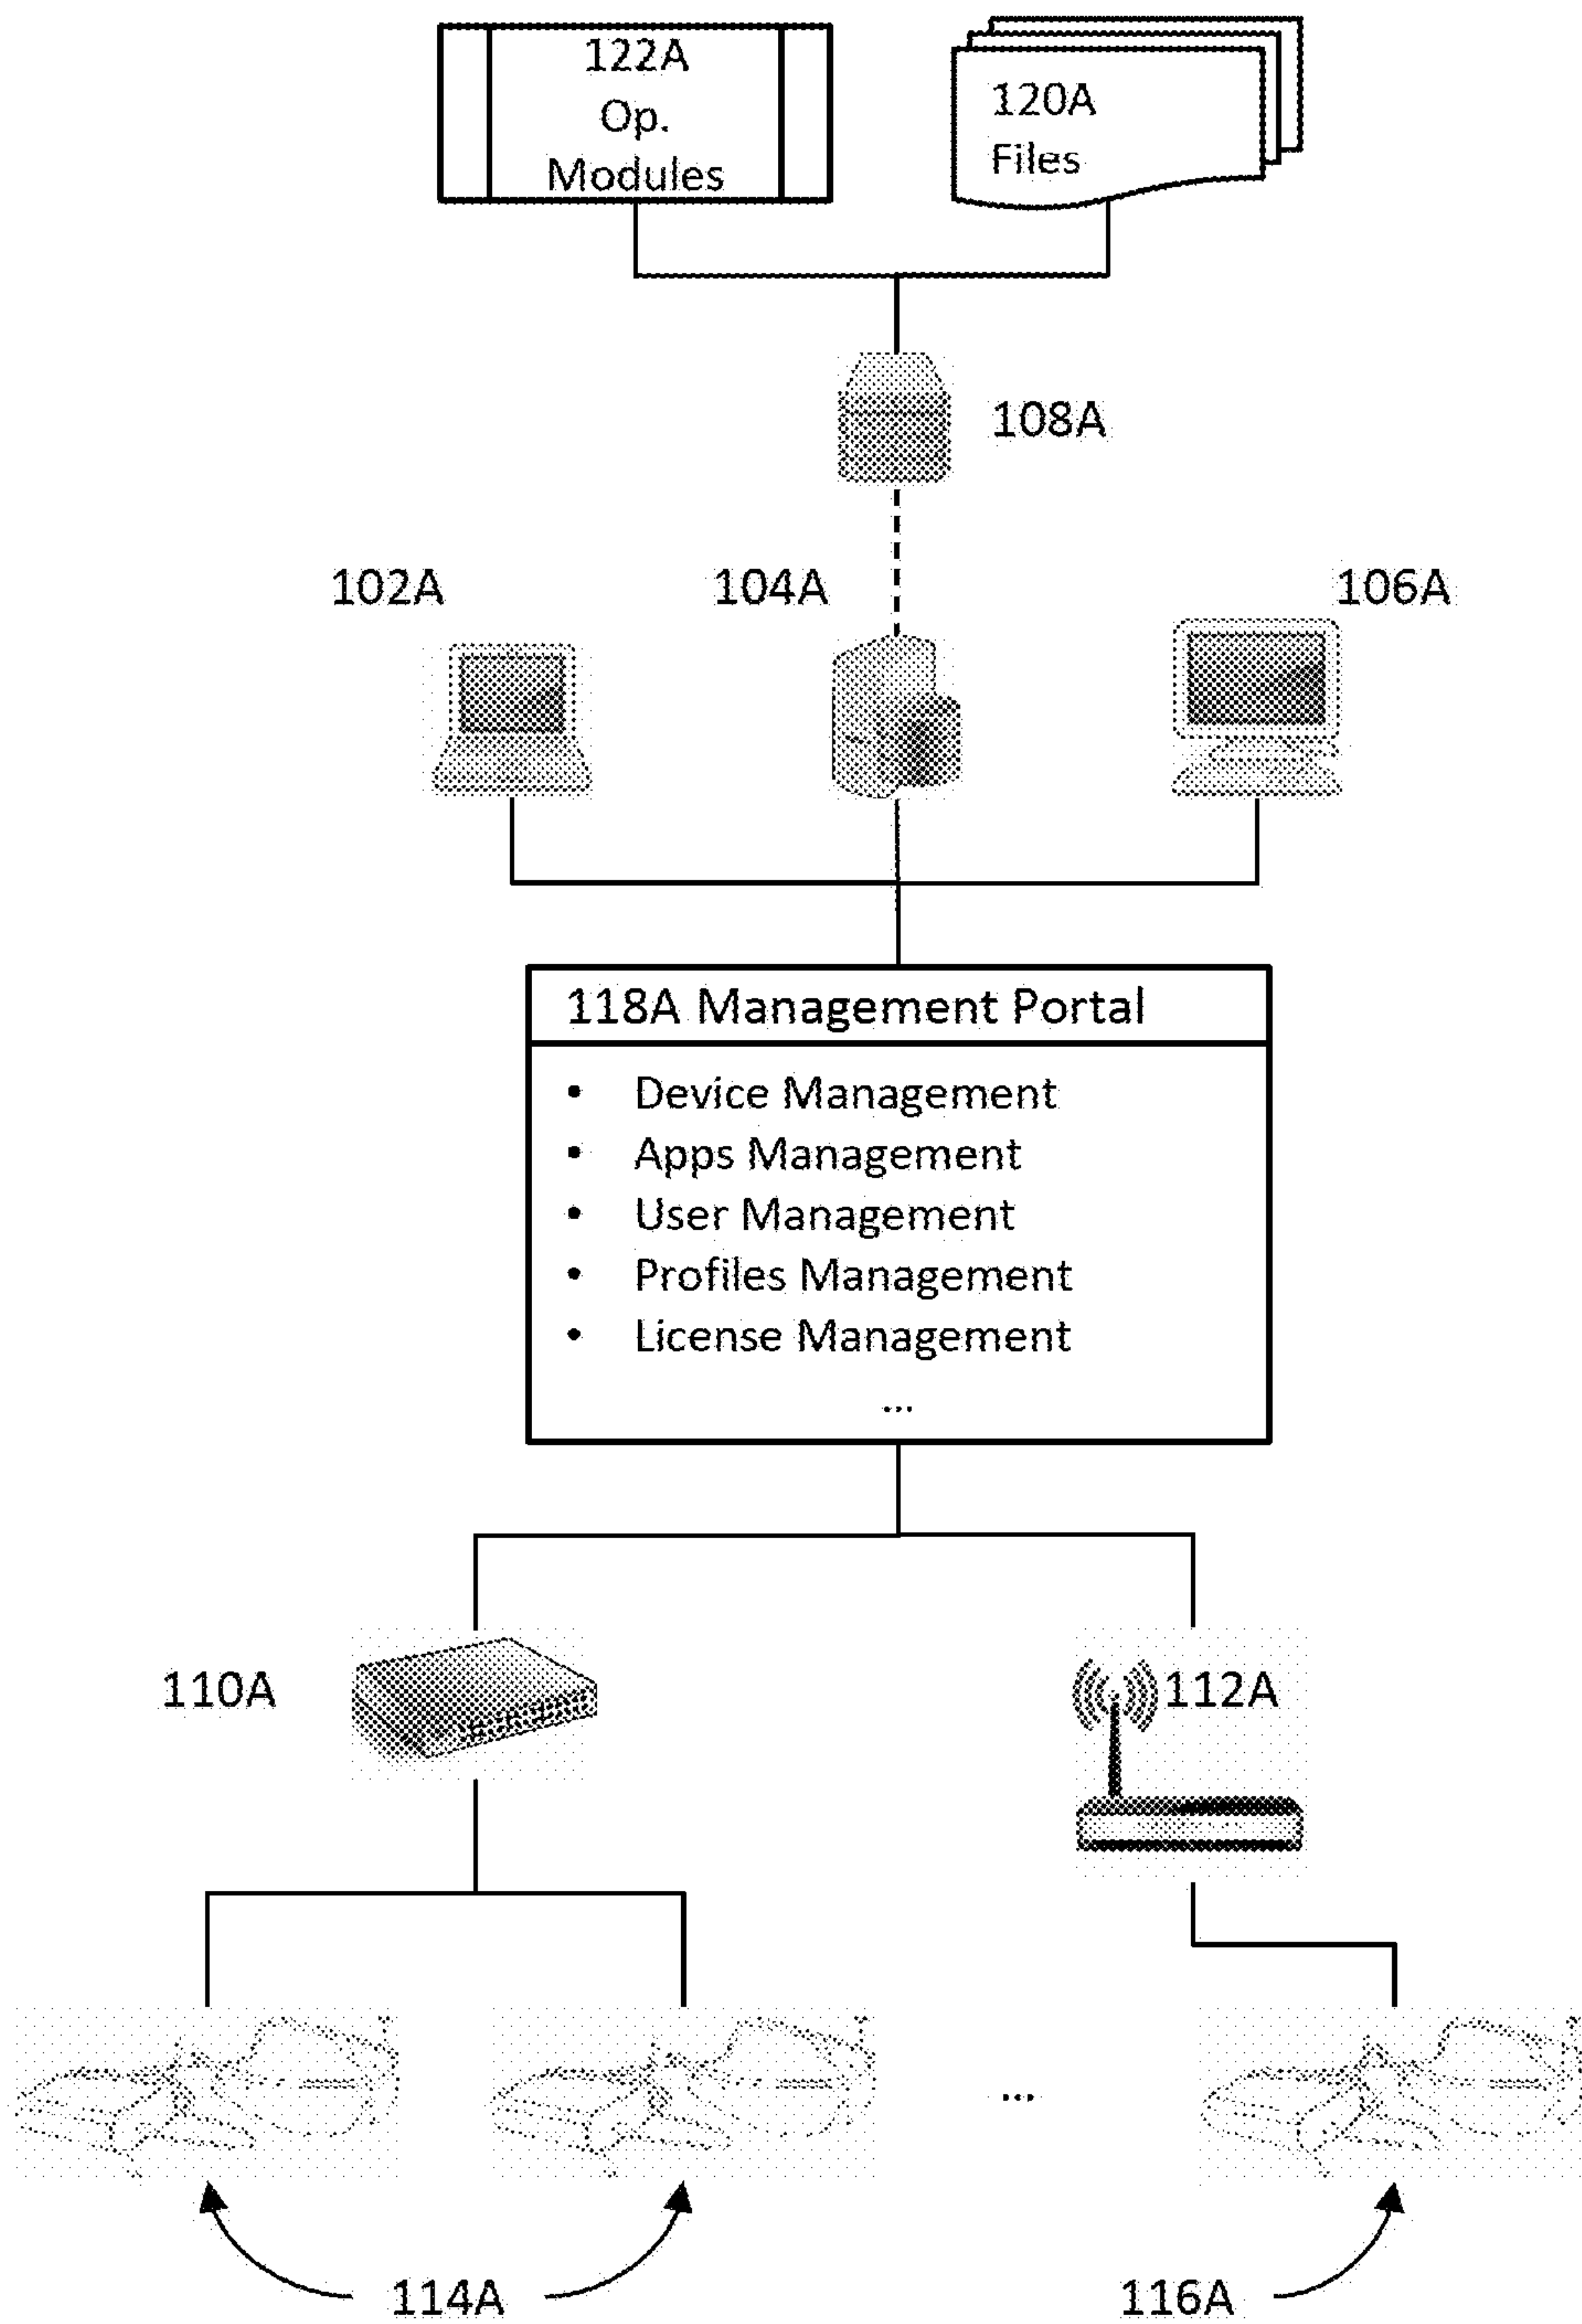 122A
Op.
Modules
120A
Files
108A
102A
104A
106A
118A Management Portal
• Device Management
• Apps Management
• User Management
• Profiles Management
• License Management
...
110A
112A
...
114A
116A